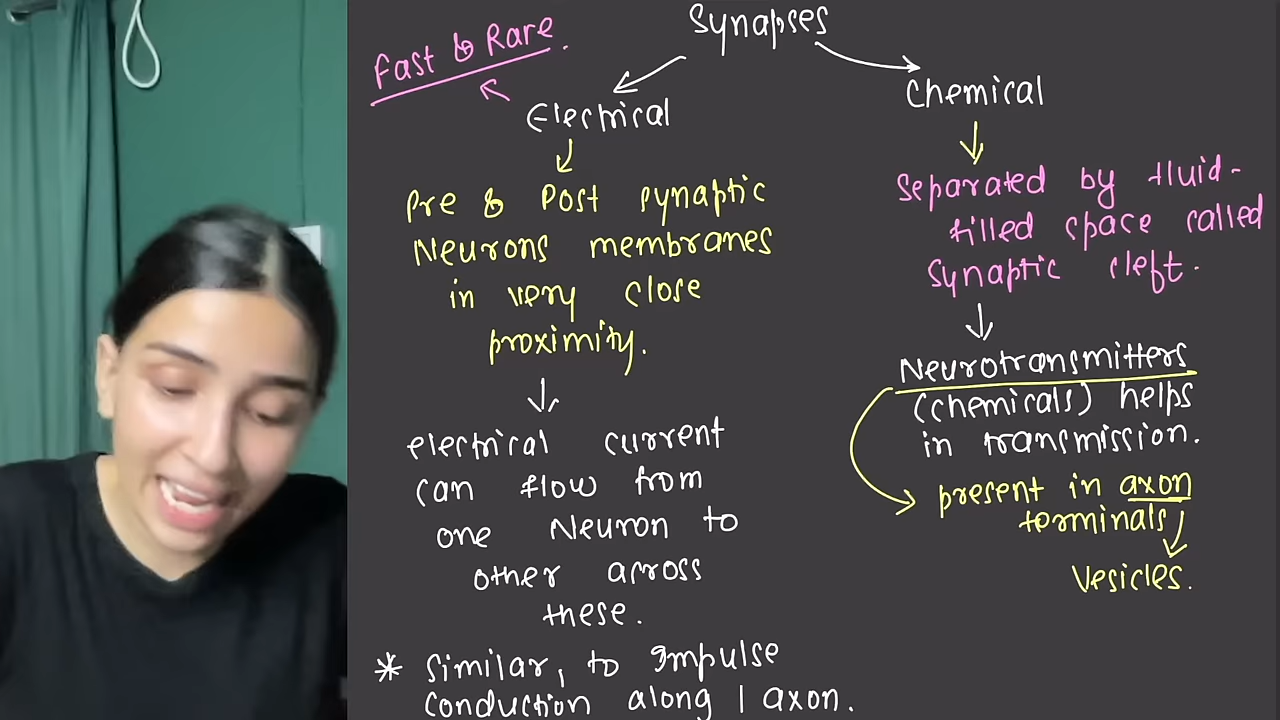 Synapses
Fast & Rare.
Electrical
Pre & Post synaptic
Neurons membranes
in very close
proximity.
electrical current
can flow from
one Neuron to
other across
these.
* Similar, to Impulse
conduction along 1 axon.
Chemical
Separated by fluid-
filled space called
Synaptic cleft.
Neurotransmitters
(chemicals) helps
in transmission.
present in axon
terminals
Vesicles.